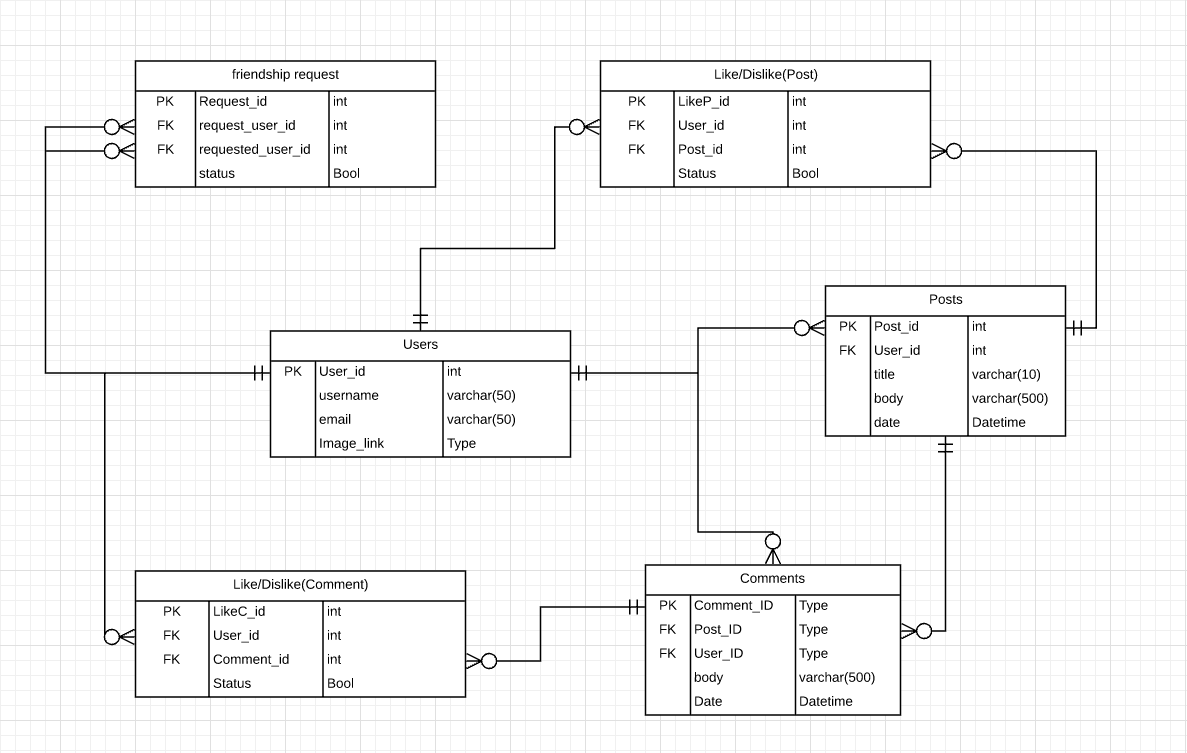 friendship request
PK Request_id int
FK request_user_id int
FK requested_user_id int
status Bool
Like/Dislike(Post)
PK LikeP_id int
FK User_id int
FK Post_id int
Status Bool
Posts
PK Post_id int
FK User_id int
title varchar(10)
body varchar(500)
date Datetime
Users
PK User_id int
username varchar(50)
email varchar(50)
Image_link Type
Like/Dislike(Comment)
PK LikeC_id int
FK User_id int
FK Comment_id int
Status Bool
Comments
PK Comment_ID Type
FK Post_ID Type
FK User_ID Type
body varchar(500)
Date Datetime